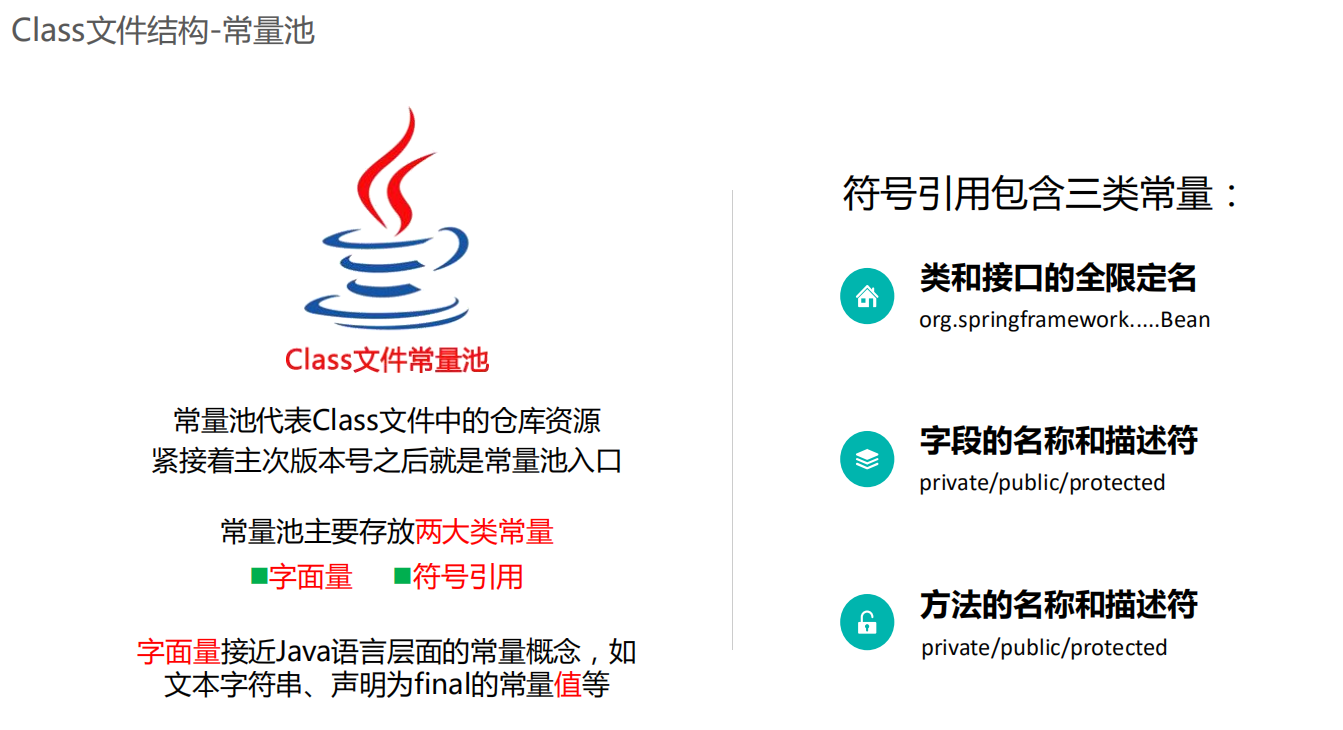 Class文件结构-常量池
Class文件常量池
常量池代表Class文件中的仓库资源
紧接着主次版本号之后就是常量池入口
常量池主要存放两大类常量
■字面量 ■符号引用
字面量接近Java语言层面的常量概念，如
文本字符串、声明为final的常量值等
符号引用包含三类常量：
类和接口的全限定名
org.springframework.....Bean
字段的名称和描述符
private/public/protected
方法的名称和描述符
private/public/protected